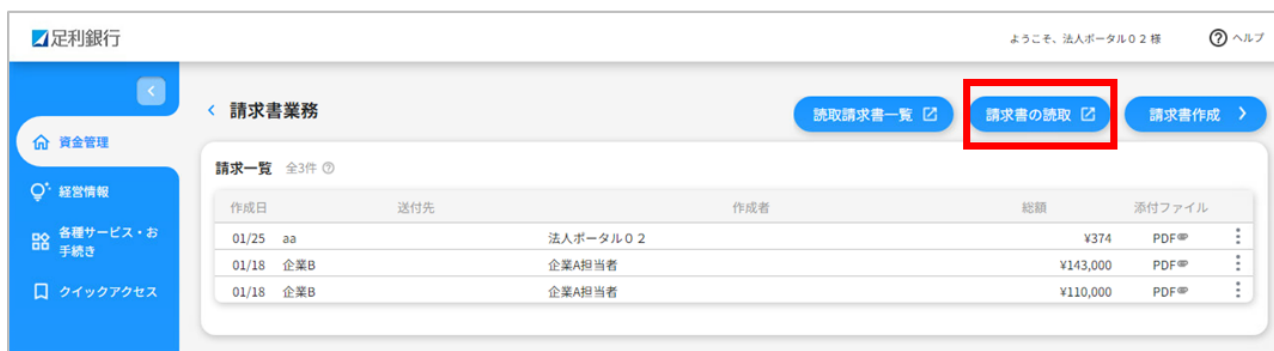 足利銀行
ようこそ、法人ポータル02様
ヘルプ
請求書業務
読取請求書一覧
請求書の読取
請求書作成
資金管理
経営情報
各種サービス・お
手続き
クイックアクセス
請求一覧 全3件
作成日 送付先 作成者 総額 添付ファイル
01/25 aa 法人ポータル02 ¥374 PDF
01/18 企業B 企業A担当者 ¥143,000 PDF
01/18 企業B 企業A担当者 ¥110,000 PDF